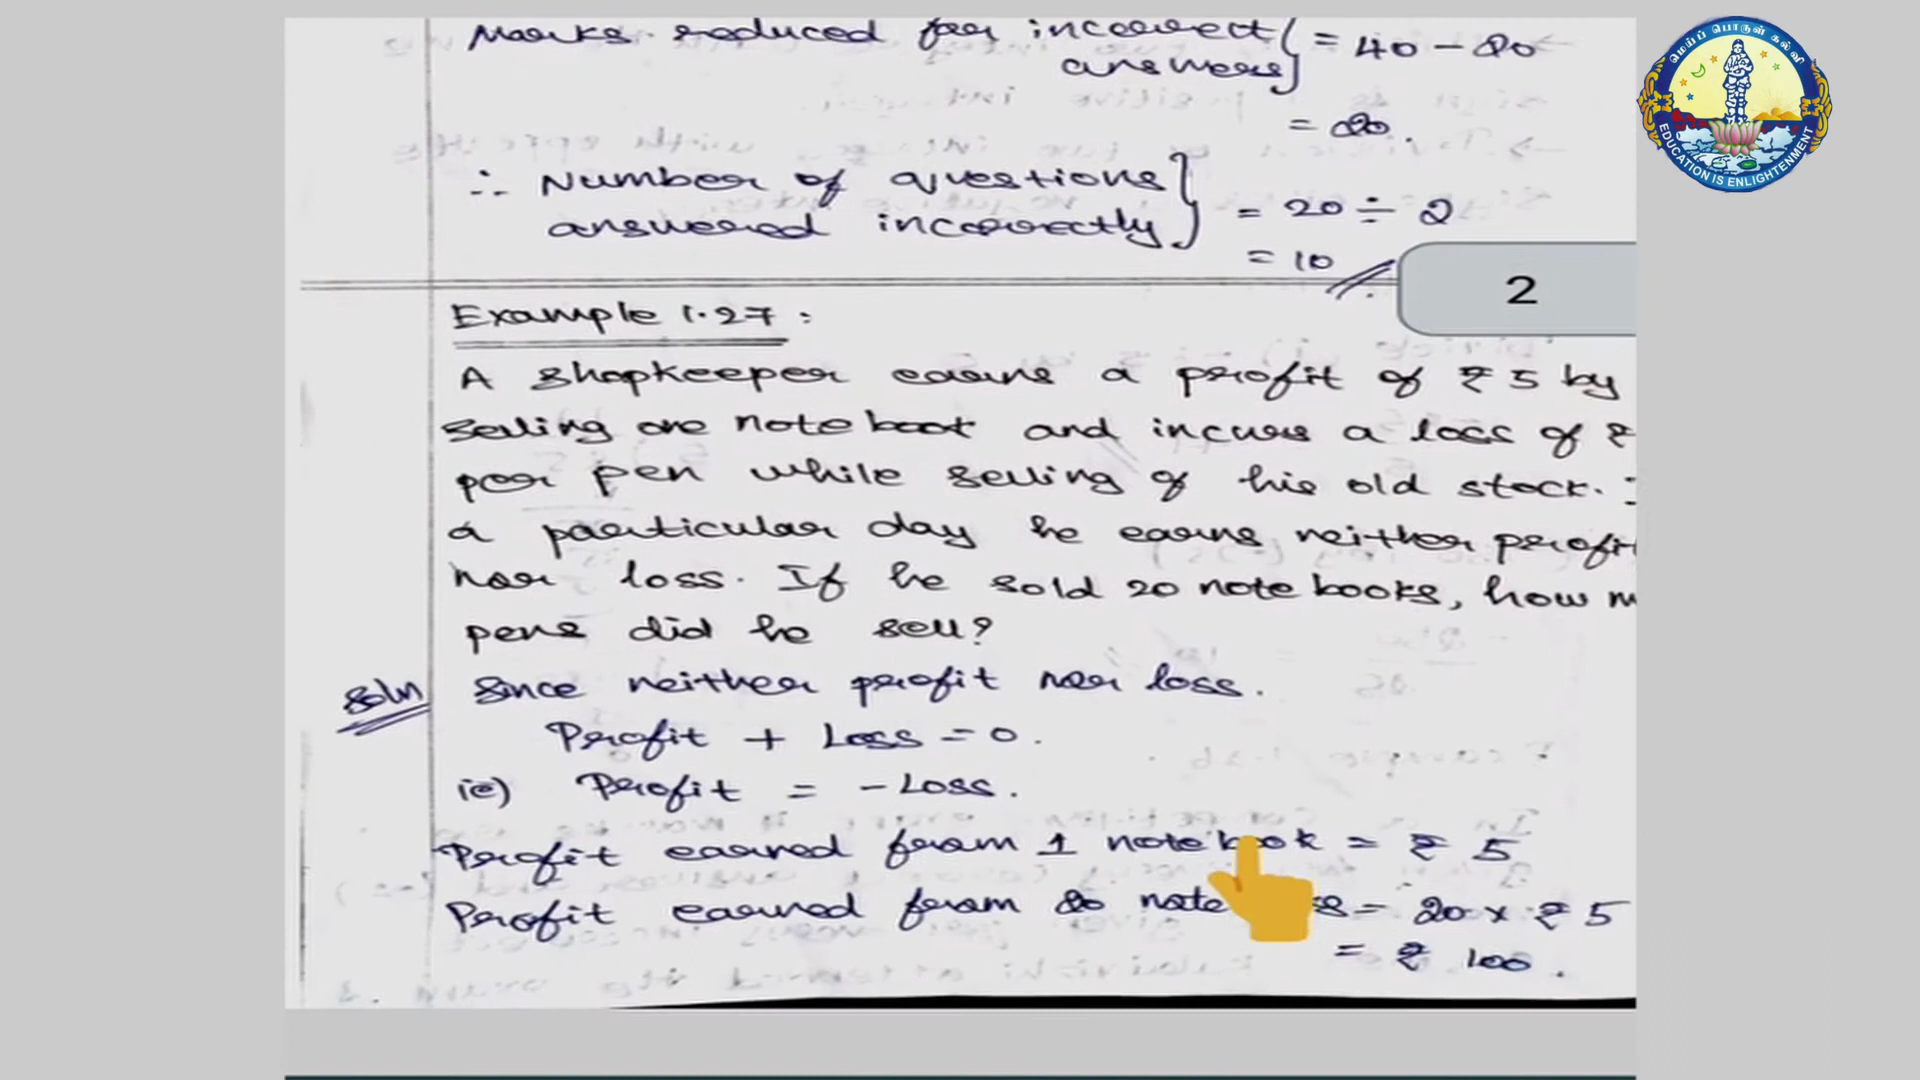 Marks reduced for incorrect answers } = 40 - 20
= 20.
∴ Number of questions answered incorrectly } = 20 ÷ 2
= 10
2
Example 1.27 :
A Shopkeeper earns a profit of ₹ 5 by
selling one note book and incurs a loss of ₹
per pen while selling of his old stock.
a particular day he earns neither profit
nor loss. If he sold 20 note books, how
pens did he sell?
Soln Since neither profit nor loss.
Profit + Loss = 0.
ie) Profit = - Loss.
Profit earned from 1 note book = ₹ 5
Profit earned from 20 note = 20 × ₹ 5
= ₹ 100.
மெய்ப் பொருள் கல்வி
EDUCATION IS ENLIGHTENMENT